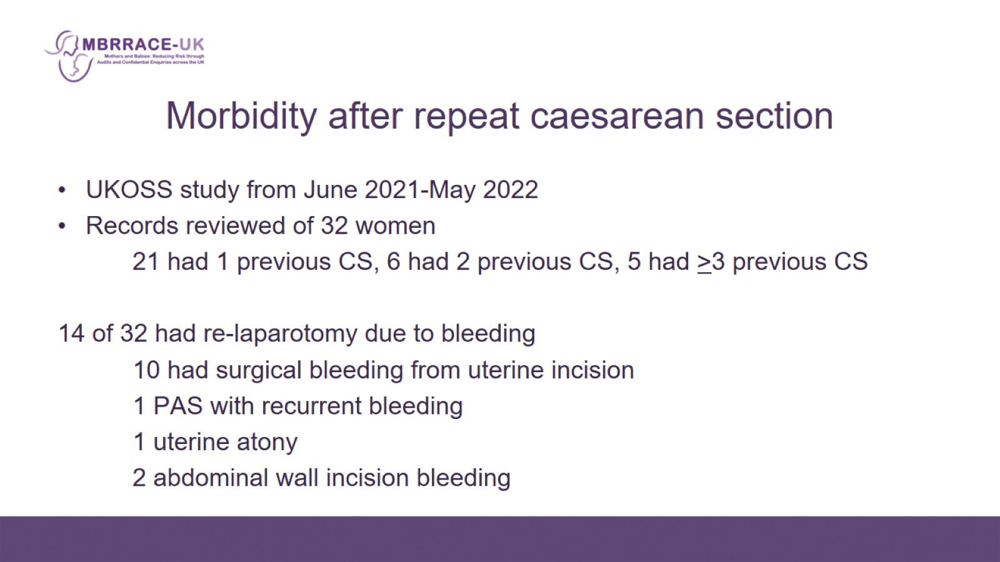 MBRRACE-UK
Mothers and Babies: Reducing Risk through
Audits and Confidential Enquiries across the UK
Morbidity after repeat caesarean section
• UKOSS study from June 2021-May 2022
• Records reviewed of 32 women
21 had 1 previous CS, 6 had 2 previous CS, 5 had >3 previous CS
14 of 32 had re-laparotomy due to bleeding
10 had surgical bleeding from uterine incision
1 PAS with recurrent bleeding
1 uterine atony
2 abdominal wall incision bleeding